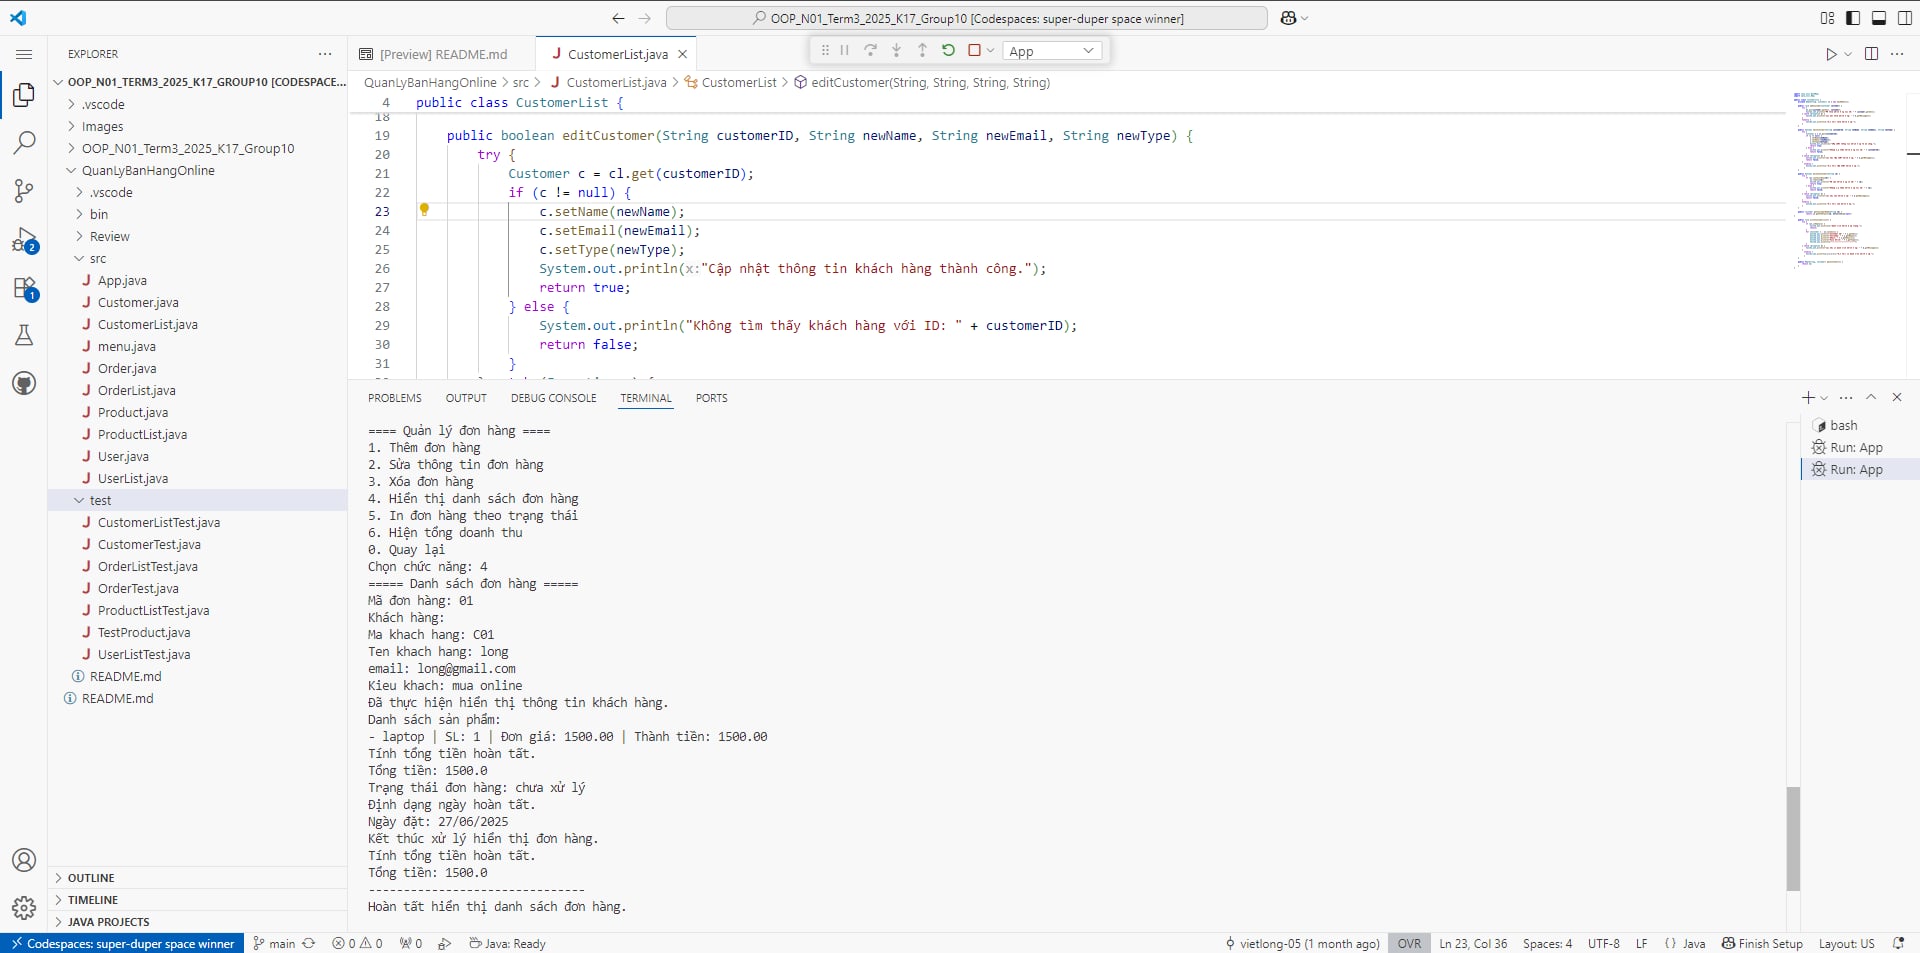 OOP_N01_Term3_2025_K17_Group10 [Codespaces: super-duper space winner]
EXPLORER
OOP_N01_TERM3_2025_K17_GROUP10 [CODESPACE...
.vscode
Images
OOP_N01_Term3_2025_K17_Group10
QuanLyBanHangOnline
.vscode
bin
Review
src
App.java
Customer.java
CustomerList.java
menu.java
Order.java
OrderList.java
Product.java
ProductList.java
User.java
UserList.java
test
CustomerListTest.java
CustomerTest.java
OrderListTest.java
OrderTest.java
ProductListTest.java
TestProduct.java
UserListTest.java
README.md
README.md
OUTLINE
TIMELINE
JAVA PROJECTS
2
1
[Preview] README.md
CustomerList.java
App
QuanLyBanHangOnline > src > CustomerList.java > CustomerList > editCustomer(String, String, String, String)
4 public class CustomerList {
18
19 public boolean editCustomer(String customerID, String newName, String newEmail, String newType) {
20 try {
21 Customer c = cl.get(customerID);
22 if (c != null) {
23 c.setName(newName);
24 c.setEmail(newEmail);
25 c.setType(newType);
26 System.out.println(x:"Cập nhật thông tin khách hàng thành công.");
27 return true;
28 } else {
29 System.out.println("Không tìm thấy khách hàng với ID: " + customerID);
30 return false;
31 }
PROBLEMS OUTPUT DEBUG CONSOLE TERMINAL PORTS
==== Quản lý đơn hàng ====
1. Thêm đơn hàng
2. Sửa thông tin đơn hàng
3. Xóa đơn hàng
4. Hiển thị danh sách đơn hàng
5. In đơn hàng theo trạng thái
6. Hiện tổng doanh thu
0. Quay lại
Chọn chức năng: 4
===== Danh sách đơn hàng =====
Mã đơn hàng: 01
Khách hàng:
Ma khach hang: C01
Ten khach hang: long
email: long@gmail.com
Kieu khach: mua online
Đã thực hiện hiển thị thông tin khách hàng.
Danh sách sản phẩm:
- laptop | SL: 1 | Đơn giá: 1500.00 | Thành tiền: 1500.00
Tính tổng tiền hoàn tất.
Tổng tiền: 1500.0
Trạng thái đơn hàng: chưa xử lý
Định dạng ngày hoàn tất.
Ngày đặt: 27/06/2025
Kết thúc xử lý hiển thị đơn hàng.
Tính tổng tiền hoàn tất.
Tổng tiền: 1500.0
-------------------------------
Hoàn tất hiển thị danh sách đơn hàng.
bash
Run: App
Run: App
Codespaces: super-duper space winner main 0 0 0 Java: Ready vietlong-05 (1 month ago) OVR Ln 23, Col 36 Spaces: 4 UTF-8 LF {} Java Finish Setup Layout: US